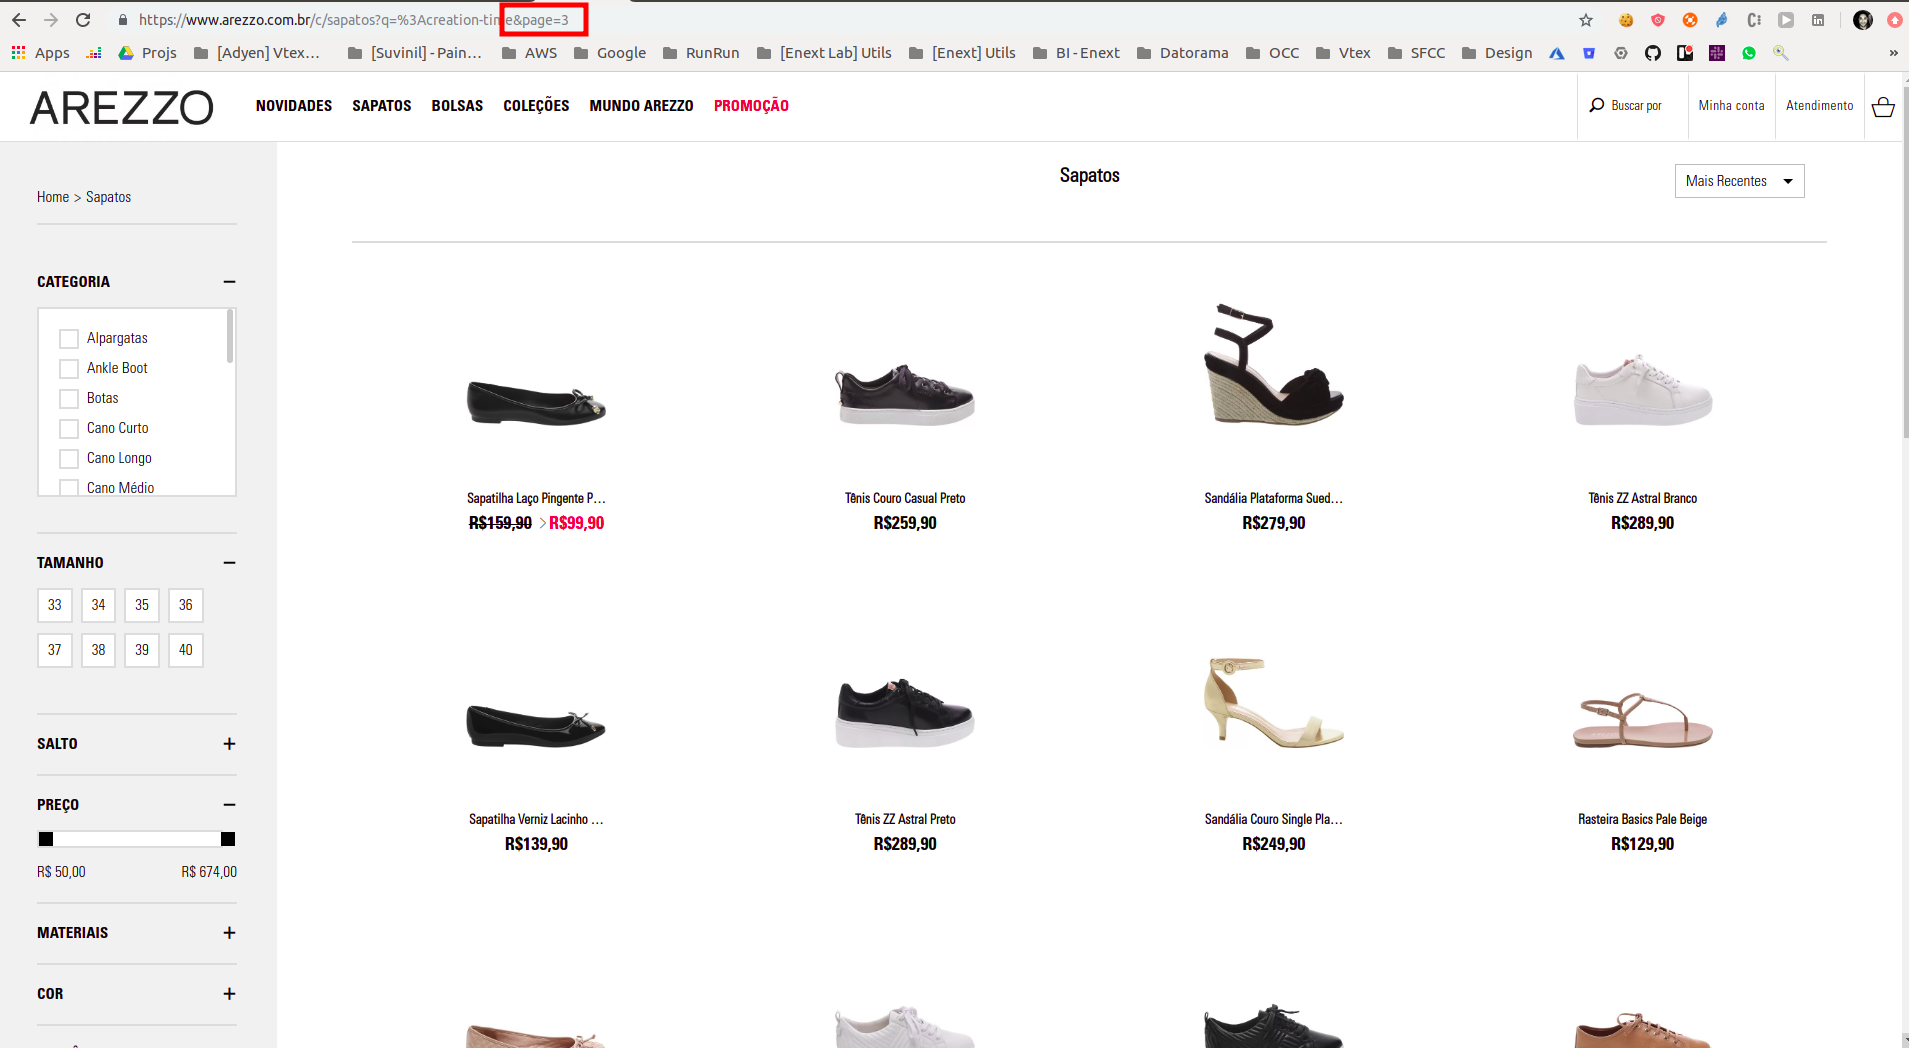 https://www.arezzo.com.br/c/sapatos?q=%3Acreation-time&page=3
Apps Projs [Adyen] Vtex… [Suvinil] - Pain… AWS Google RunRun [Enext Lab] Utils [Enext] Utils BI - Enext Datorama OCC Vtex SFCC Design »
AREZZO NOVIDADES SAPATOS BOLSAS COLEÇÕES MUNDO AREZZO PROMOÇÃO Buscar por Minha conta Atendimento
Sapatos
Mais Recentes
Home > Sapatos
CATEGORIA
Alpargatas
Ankle Boot
Botas
Cano Curto
Cano Longo
Cano Médio
TAMANHO
33 34 35 36
37 38 39 40
SALTO
PREÇO
R$ 50,00 R$ 674,00
MATERIAIS
COR
Sapatilha Laço Pingente P… Tênis Couro Casual Preto Sandália Plataforma Sued… Tênis ZZ Astral Branco
R$159,90 > R$99,90 R$259,90 R$279,90 R$289,90
Sapatilha Verniz Lacinho … Tênis ZZ Astral Preto Sandália Couro Single Pla… Rasteira Basics Pale Beige
R$139,90 R$289,90 R$249,90 R$129,90